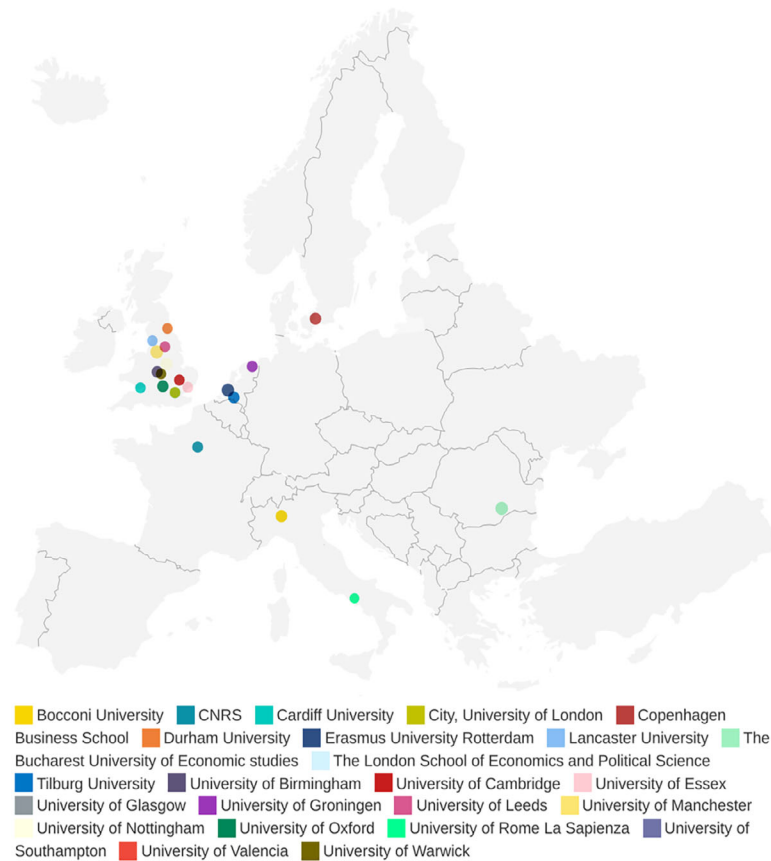 Bocconi University CNRS Cardiff University City, University of London Copenhagen
Business School Durham University Erasmus University Rotterdam Lancaster University The
Bucharest University of Economic studies The London School of Economics and Political Science
Tilburg University University of Birmingham University of Cambridge University of Essex
University of Glasgow University of Groningen University of Leeds University of Manchester
University of Nottingham University of Oxford University of Rome La Sapienza University of
Southampton University of Valencia University of Warwick